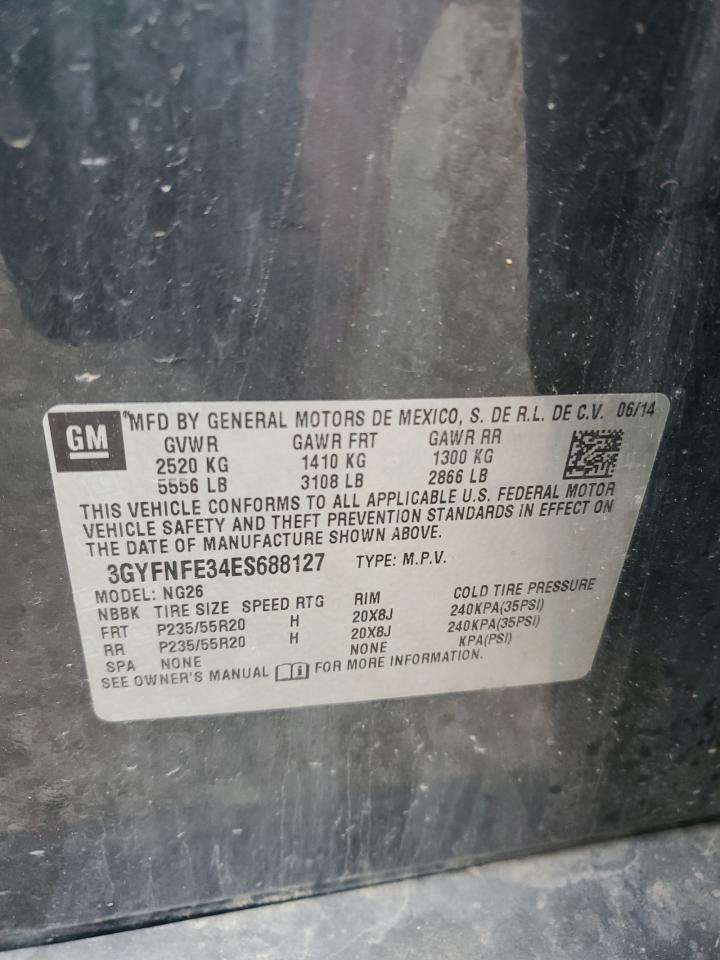 GM
MFD BY GENERAL MOTORS DE MEXICO, S. DE R.L. DE C.V. 06/14
GVWR GAWR FRT GAWR RR
2520 KG 1410 KG 1300 KG
5556 LB 3108 LB 2866 LB
THIS VEHICLE CONFORMS TO ALL APPLICABLE U.S. FEDERAL MOTOR
VEHICLE SAFETY AND THEFT PREVENTION STANDARDS IN EFFECT ON
THE DATE OF MANUFACTURE SHOWN ABOVE.
3GYFNFE34ES688127 TYPE: M.P.V.
MODEL: NG26
NBBK TIRE SIZE SPEED RTG RIM COLD TIRE PRESSURE
FRT P235/55R20 H 20X8J 240KPA(35PSI)
RR P235/55R20 H 20X8J 240KPA(35PSI)
SPA NONE NONE KPA(PSI)
SEE OWNER'S MANUAL FOR MORE INFORMATION.